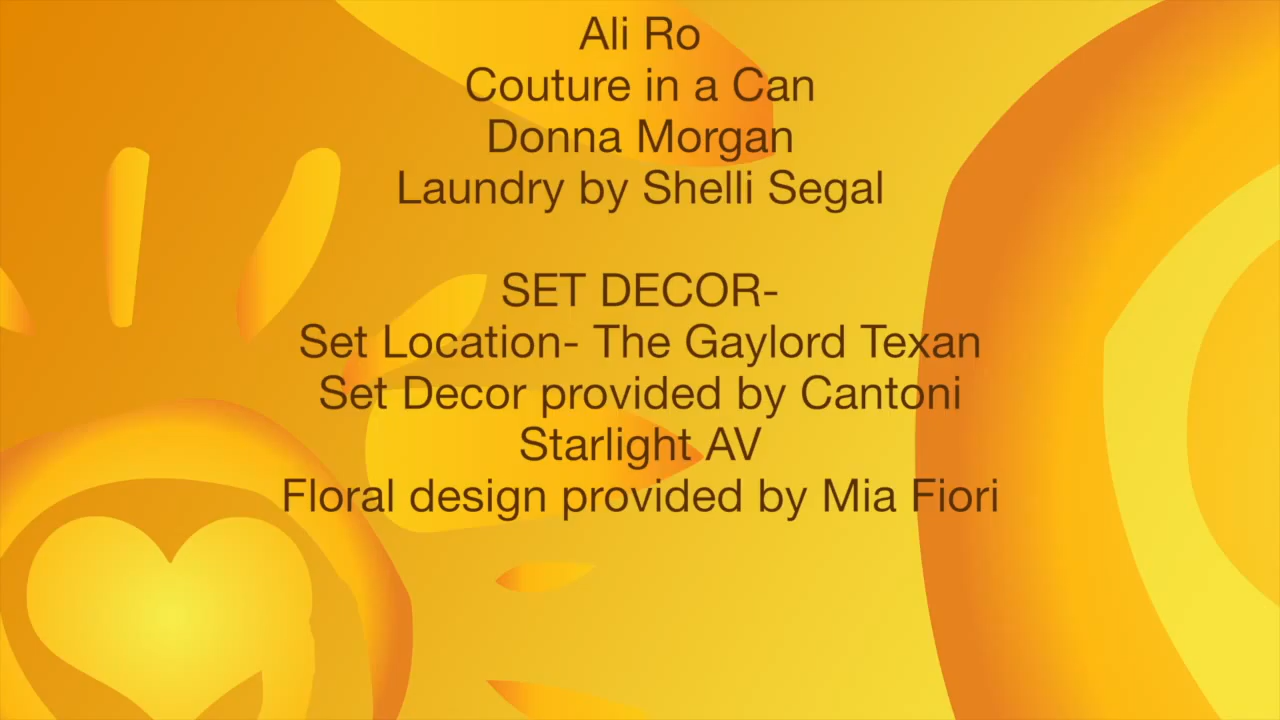 Ali Ro
Couture in a Can
Donna Morgan
Laundry by Shelli Segal
SET DECOR-
Set Location- The Gaylord Texan
Set Decor provided by Cantoni
Starlight AV
Floral design provided by Mia Fiori